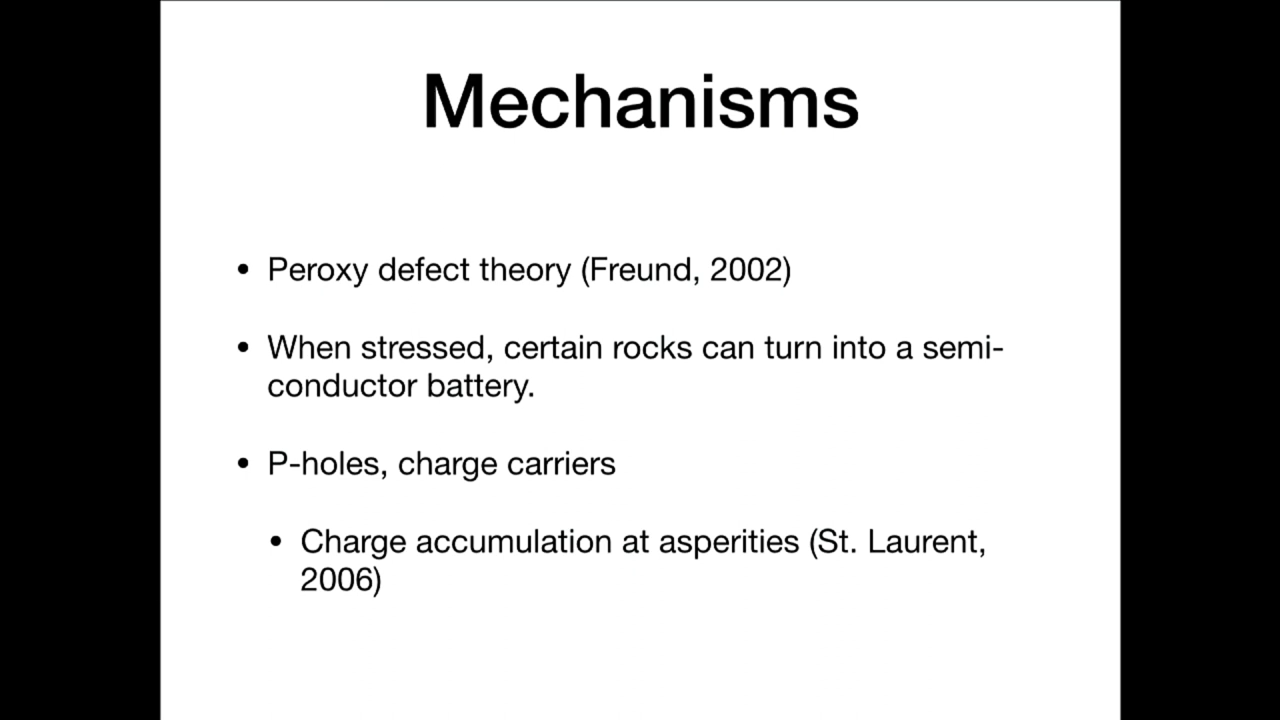 Mechanisms
• Peroxy defect theory (Freund, 2002)
• When stressed, certain rocks can turn into a semi-
conductor battery.
• P-holes, charge carriers
• Charge accumulation at asperities (St. Laurent,
2006)